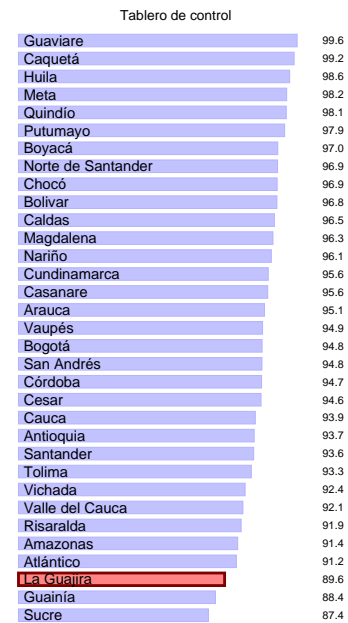 Tablero de control
Guaviare 99.6
Caquetá 99.2
Huila 98.6
Meta 98.2
Quindío 98.1
Putumayo 97.9
Boyacá 97.0
Norte de Santander 96.9
Chocó 96.9
Bolivar 96.8
Caldas 96.5
Magdalena 96.3
Nariño 96.1
Cundinamarca 95.6
Casanare 95.6
Arauca 95.1
Vaupés 94.9
Bogotá 94.8
San Andrés 94.8
Córdoba 94.7
Cesar 94.6
Cauca 93.9
Antioquia 93.7
Santander 93.6
Tolima 93.3
Vichada 92.4
Valle del Cauca 92.1
Risaralda 91.9
Amazonas 91.4
Atlántico 91.2
La Guajira 89.6
Guainía 88.4
Sucre 87.4